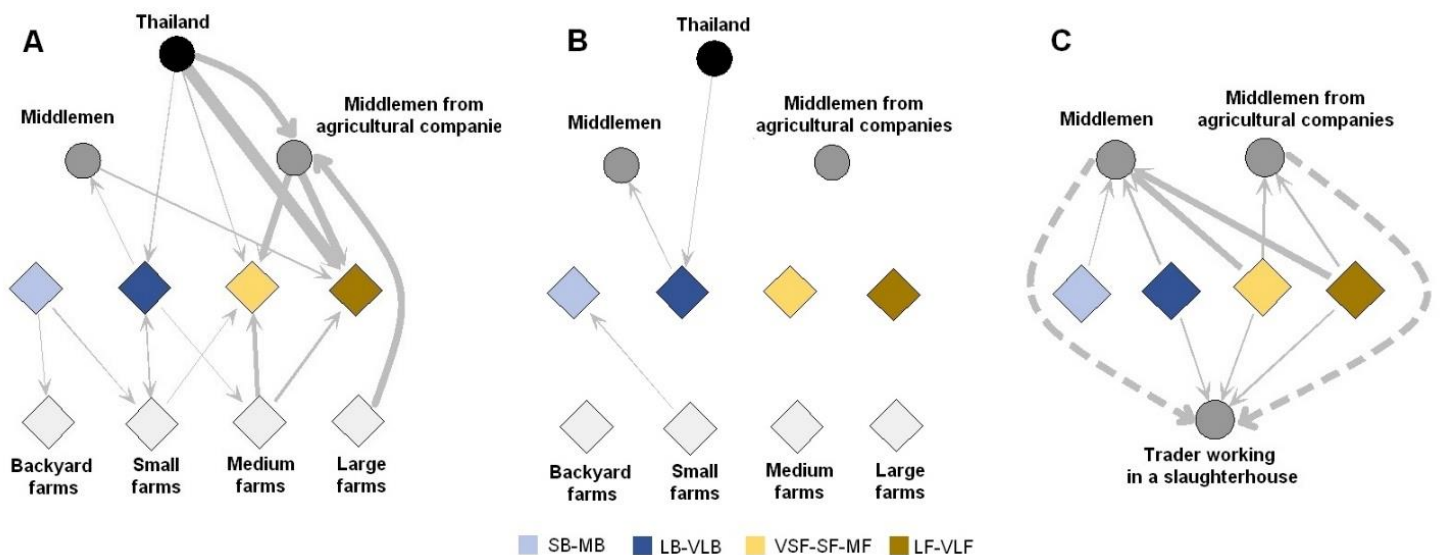 A
Thailand
Middlemen
Middlemen from
agricultural companie
Backyard
farms
Small
farms
Medium
farms
Large
farms
B
Thailand
Middlemen
Middlemen from
agricultural companies
Backyard
farms
Small
farms
Medium
farms
Large
farms
C
Middlemen
Middlemen from
agricultural companies
Trader working
in a slaughterhouse
SB-MB
LB-VLB
VSF-SF-MF
LF-VLF